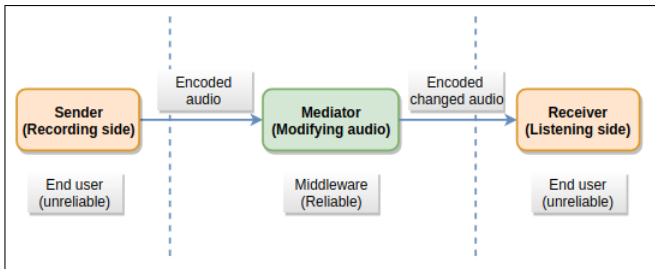 Encoded
audio
Encoded
changed audio
Sender
(Recording side)
Mediator
(Modifying audio)
Receiver
(Listening side)
End user
(unreliable)
Middleware
(Reliable)
End user
(unreliable)